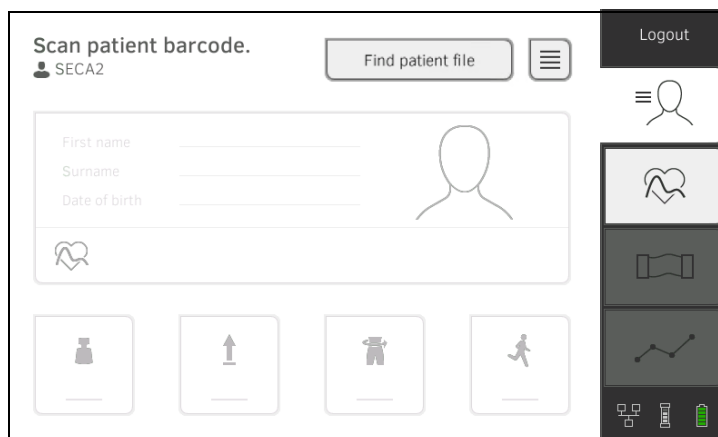 Scan patient barcode.
SECA2
Find patient file
Logout
First name
Surname
Date of birth